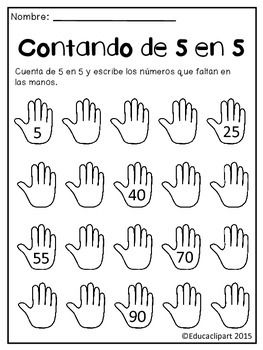 Nombre:
Contando de 5 en 5
Cuenta de 5 en 5 y escribe los números que faltan en
las manos.
5 25
40
55 70
90
©Educaclipart 2015